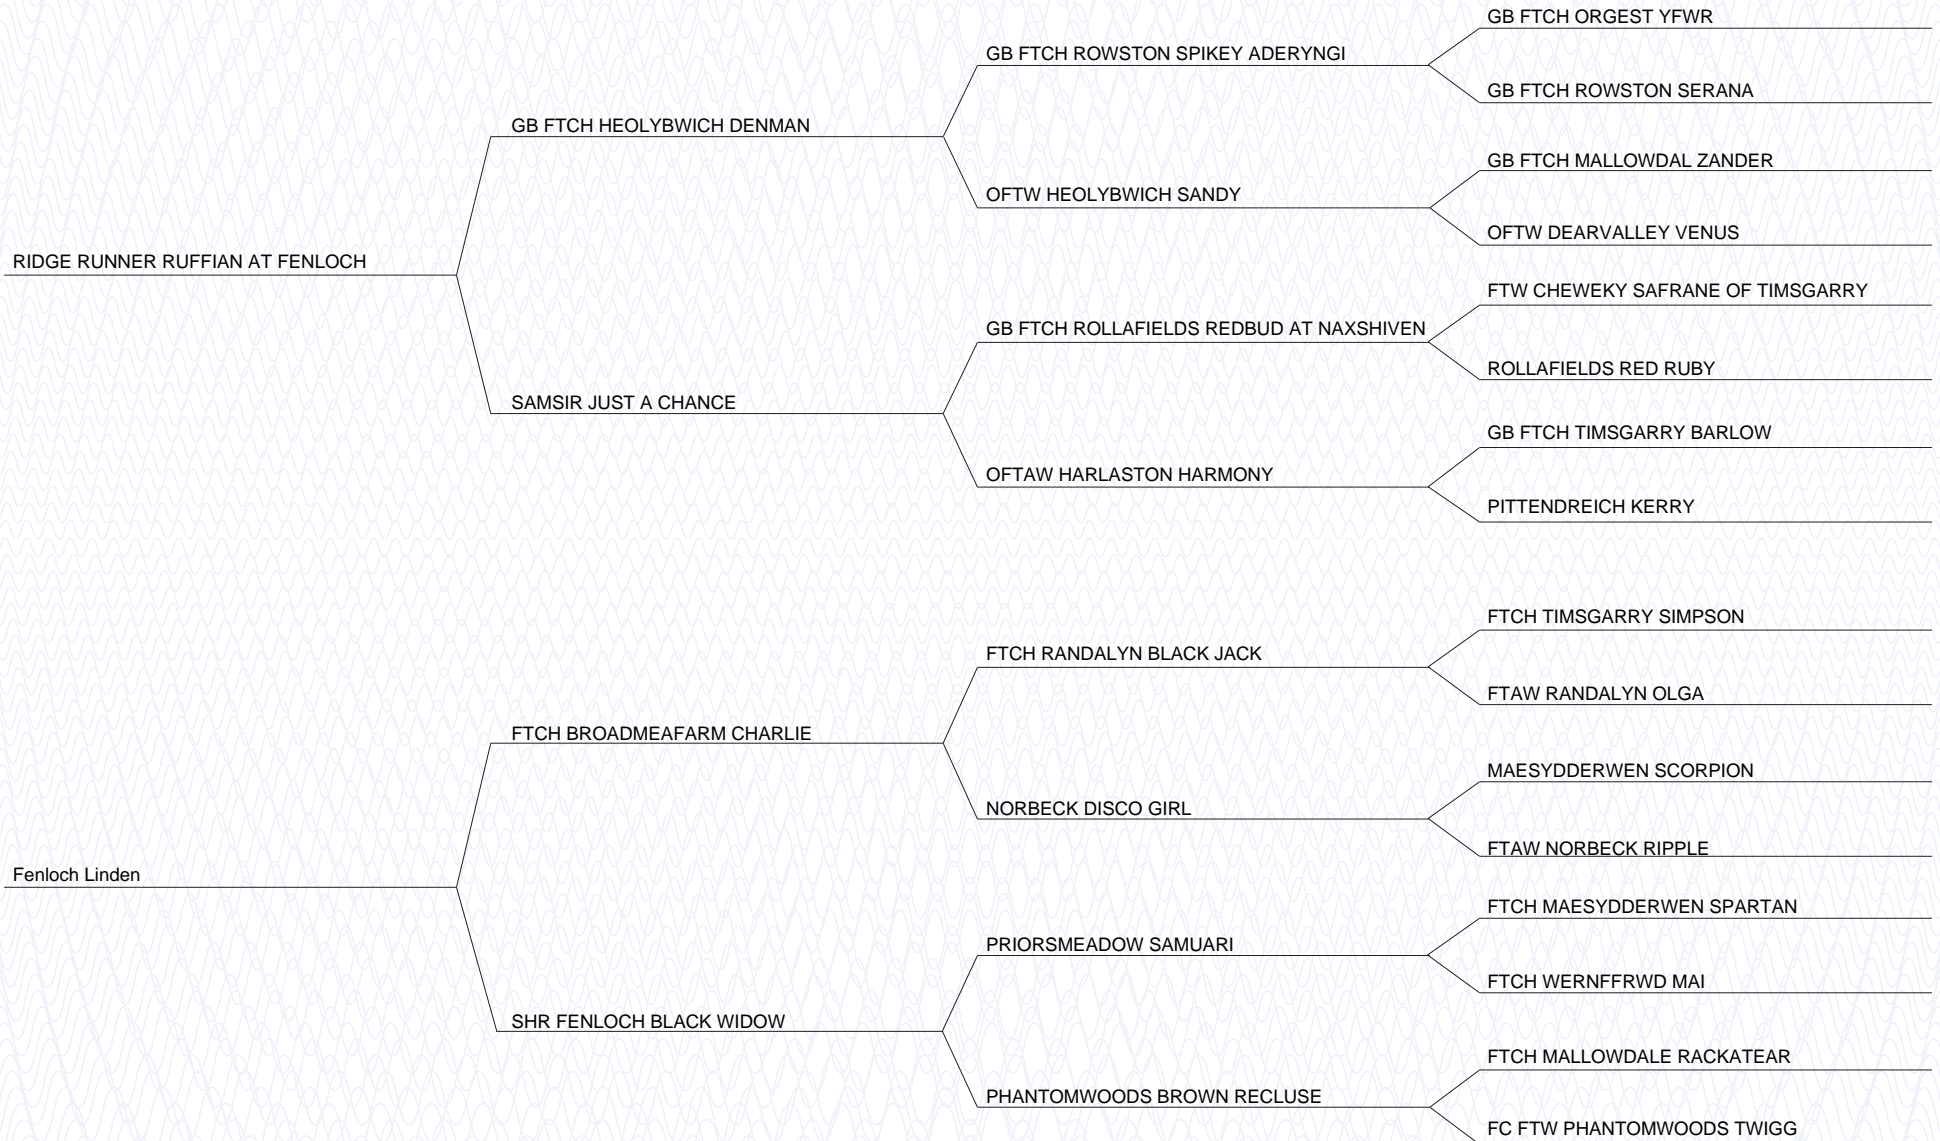 GB FTCH ORGEST YFWR
GB FTCH ROWSTON SPIKEY ADERYNGI
GB FTCH ROWSTON SERANA
GB FTCH HEOLYBWICH DENMAN
GB FTCH MALLOWDAL ZANDER
OFTW HEOLYBWICH SANDY
OFTW DEARVALLEY VENUS
RIDGE RUNNER RUFFIAN AT FENLOCH
FTW CHEWEKY SAFRANE OF TIMSGARRY
GB FTCH ROLLAFIELDS REDBUD AT NAXSHIVEN
ROLLAFIELDS RED RUBY
SAMSIR JUST A CHANCE
GB FTCH TIMSGARRY BARLOW
OFTAW HARLASTON HARMONY
PITTENDREICH KERRY
FTCH TIMSGARRY SIMPSON
FTCH RANDALYN BLACK JACK
FTAW RANDALYN OLGA
FTCH BROADMEAFARM CHARLIE
MAESYDDERWEN SCORPION
NORBECK DISCO GIRL
FTAW NORBECK RIPPLE
Fenloch Linden
FTCH MAESYDDERWEN SPARTAN
PRIORSMEADOW SAMUARI
FTCH WERNFFRWD MAI
SHR FENLOCH BLACK WIDOW
FTCH MALLOWDALE RACKATEAR
PHANTOMWOODS BROWN RECLUSE
FC FTW PHANTOMWOODS TWIGG